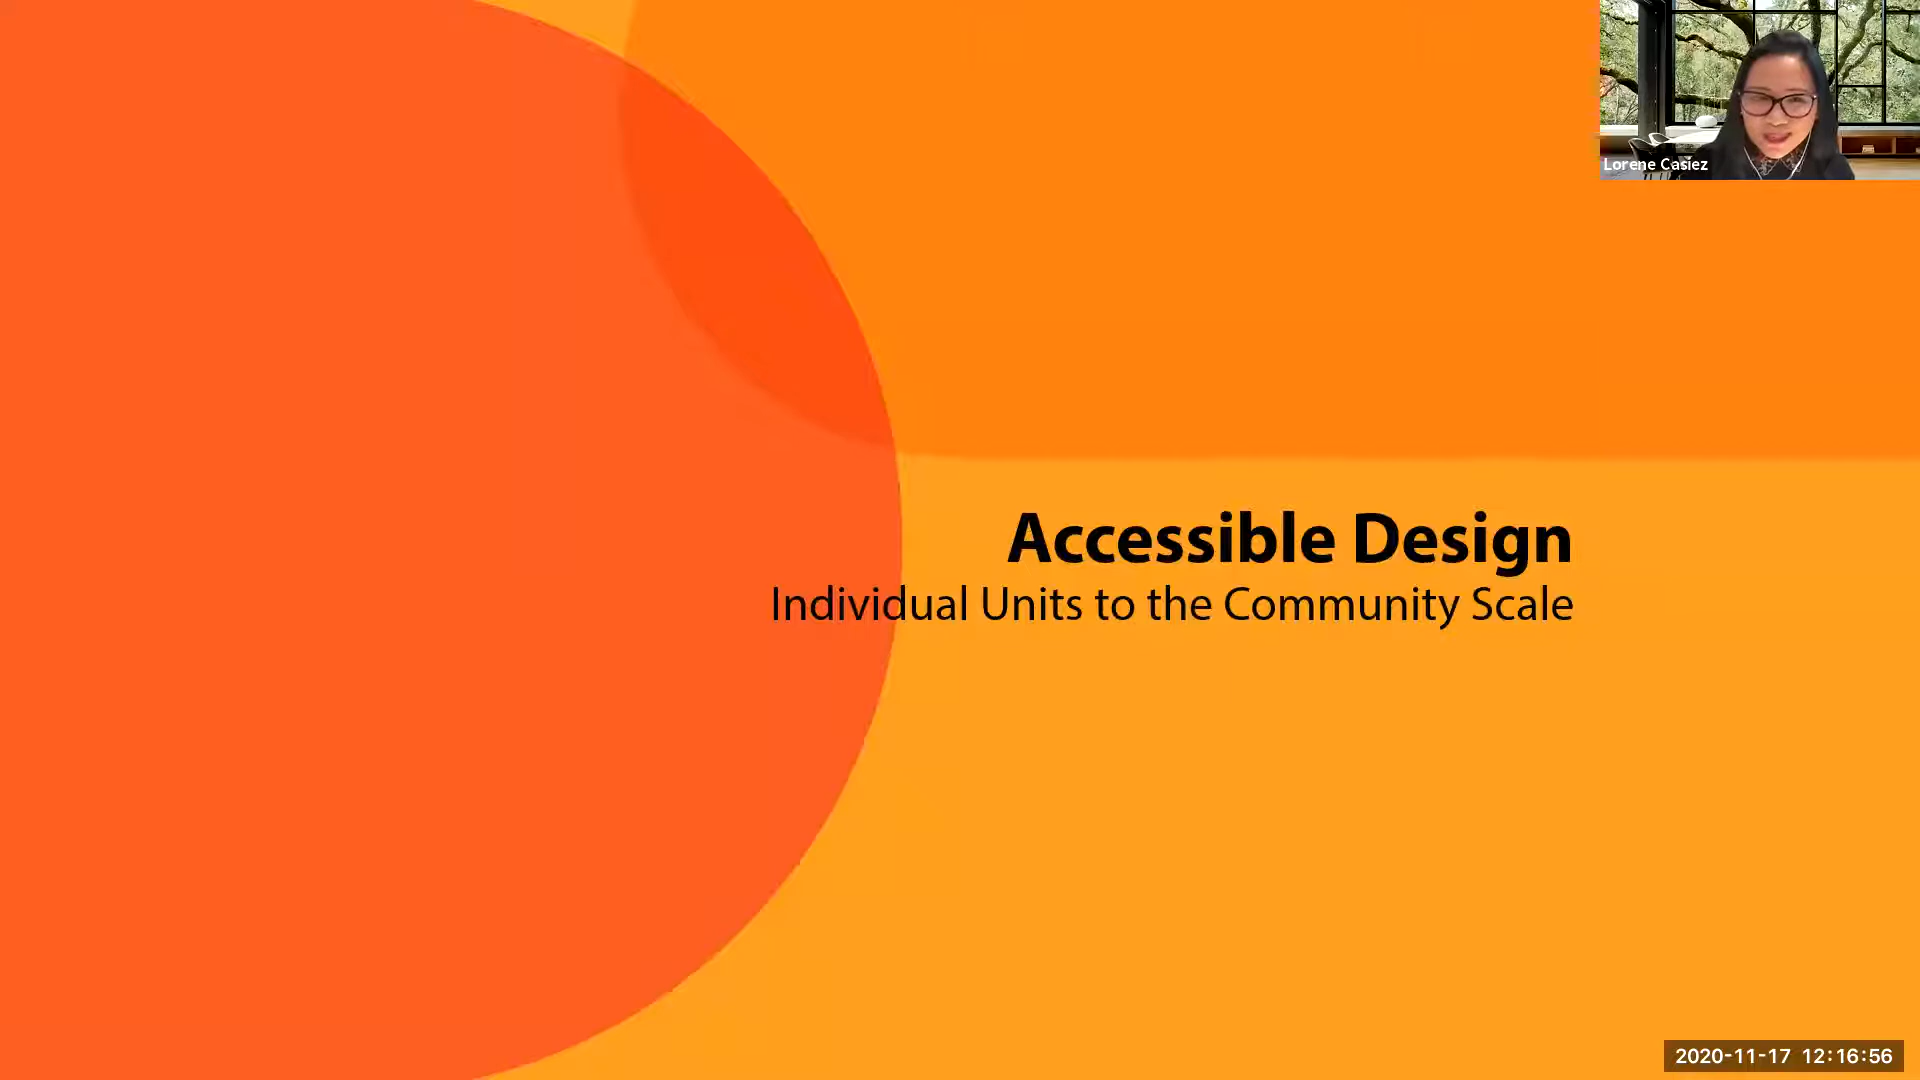 Lorene Casiez
Accessible Design
Individual Units to the Community Scale
2020-11-17 12:16:56